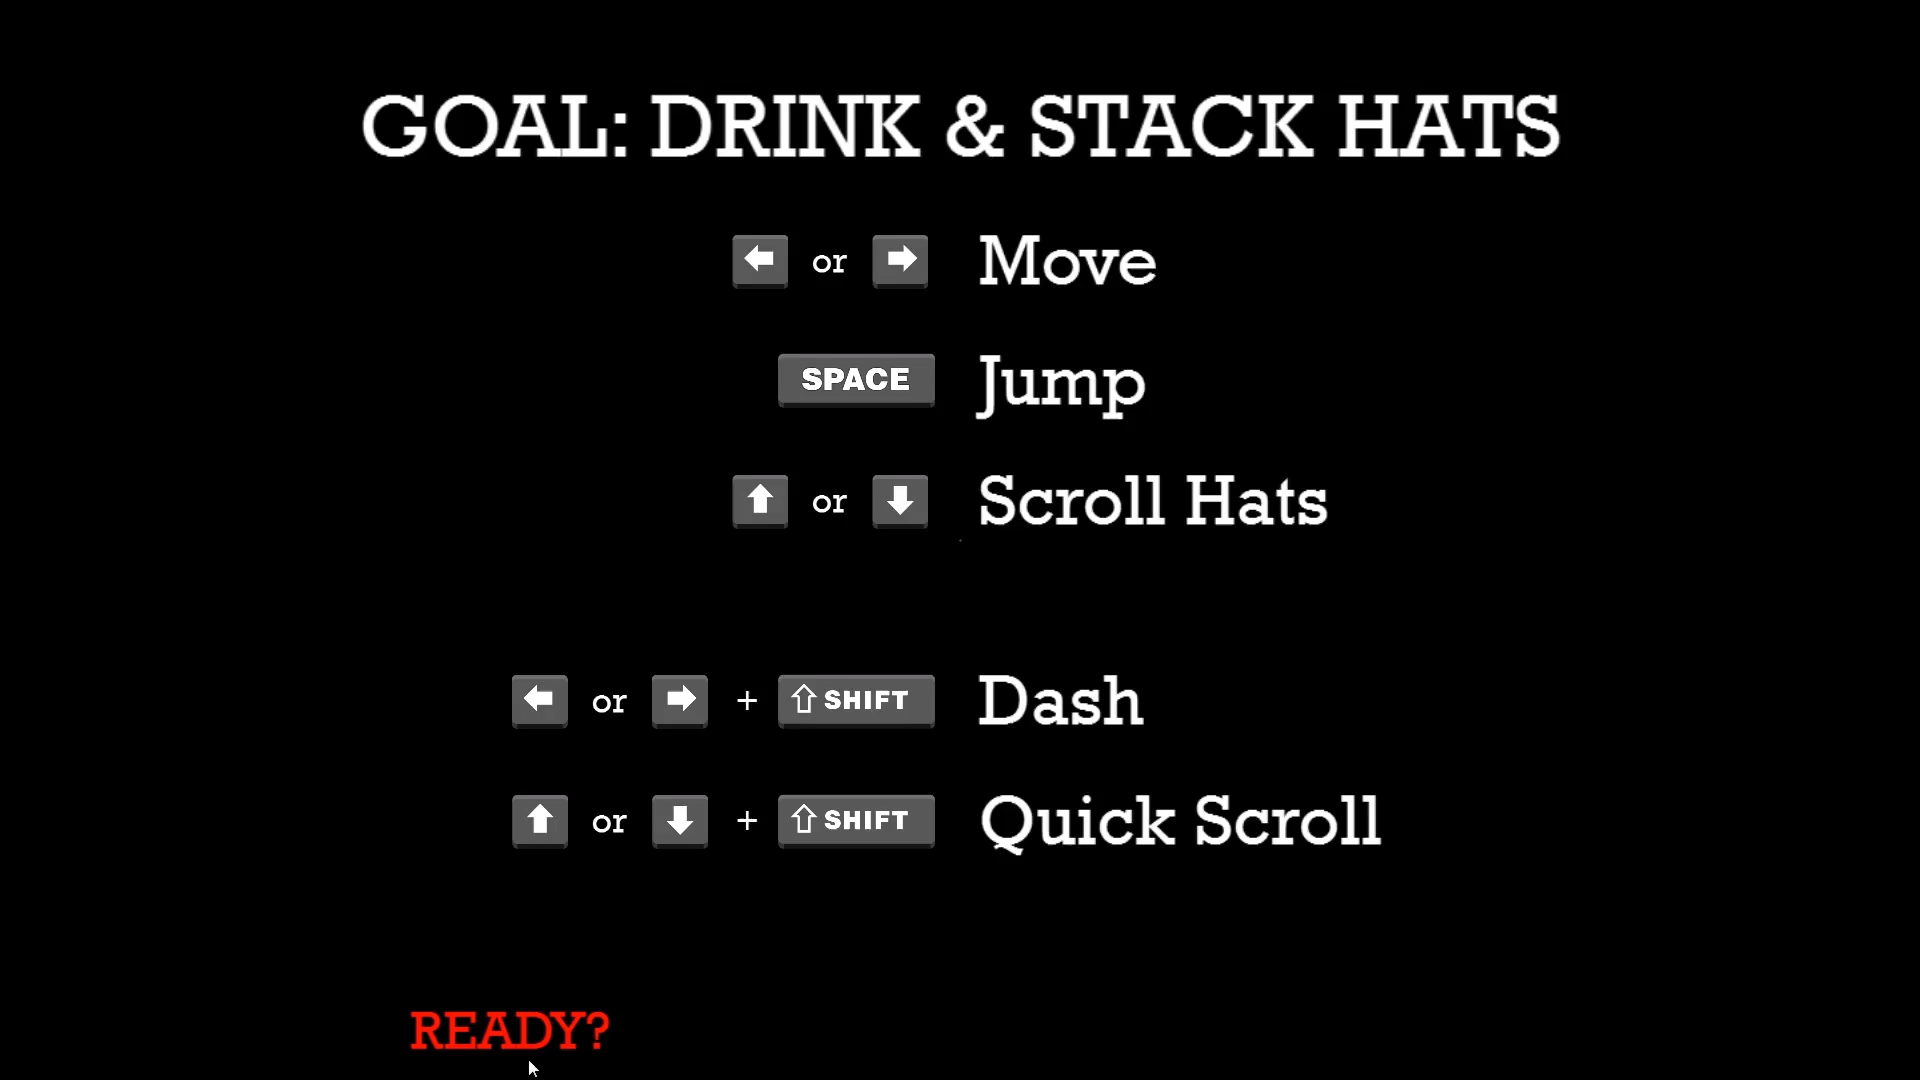 GOAL: DRINK & STACK HATS
or Move
SPACE Jump
or Scroll Hats
or + SHIFT Dash
or + SHIFT Quick Scroll
READY?